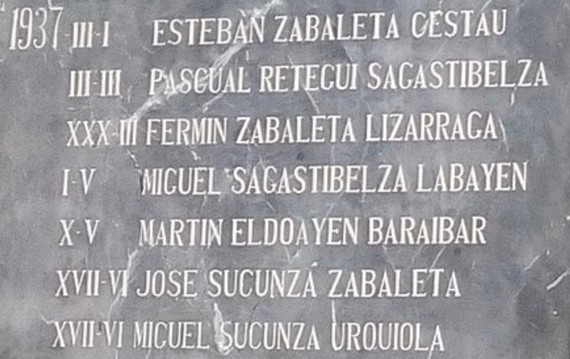 1937 III-I ESTEBAN ZABALETA GESTAU
III-III PASCUAL RETEGUI SAGASTIBELZA
XXX-III FERMIN ZABALETA LIZARRAGA
I-V MIGUEL SAGASTIBELZA LABAYEN
X-V MARTIN ELDOAYEN BARAIBAR
XVII-VI JOSE SUCUNZA ZABALETA
XVII-VI MIGUEL SUCUNZA URQUIOLA